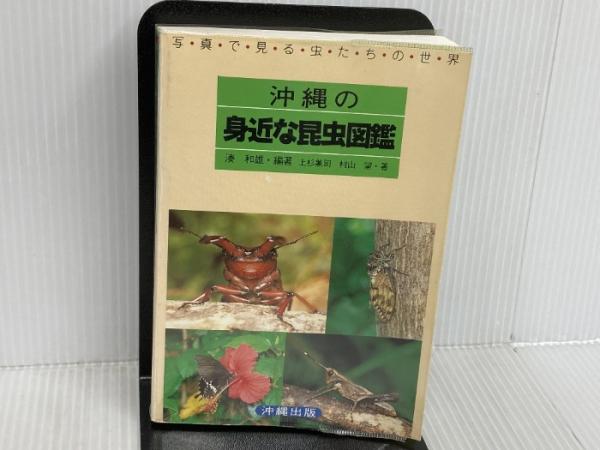 写・真・で・見・る・虫・た・ち・の・世・界
沖縄の
身近な昆虫図鑑
湊 和雄・編著 上杉兼司 村山 望・著
沖縄出版